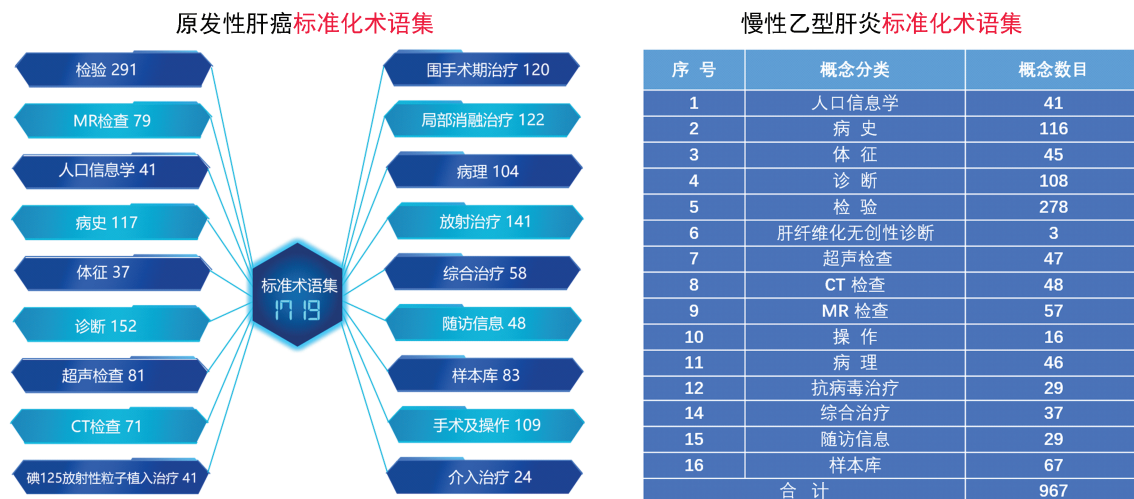 原发性肝癌标准化术语集
检验 291
MR检查 79
人口信息学 41
病史 117
体征 37
诊断 152
超声检查 81
CT检查 71
碘125放射性粒子植入治疗 41
标准术语集
1719
围手术期治疗 120
局部消融治疗 122
病理 104
放射治疗 141
综合治疗 58
随访信息 48
样本库 83
手术及操作 109
介入治疗 24
慢性乙型肝炎标准化术语集
序 号 概念分类 概念数目
1 人口信息学 41
2 病 史 116
3 体 征 45
4 诊 断 108
5 检 验 278
6 肝纤维化无创性诊断 3
7 超声检查 47
8 CT 检查 48
9 MR 检查 57
10 操 作 16
11 病 理 46
12 抗病毒治疗 29
14 综合治疗 37
15 随访信息 29
16 样本库 67
合 计 967